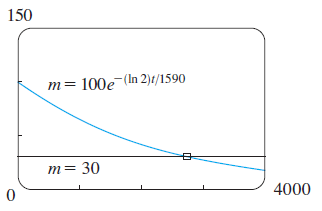 150
m = 100e^{-(ln 2)t/1590}
m = 30
0
4000